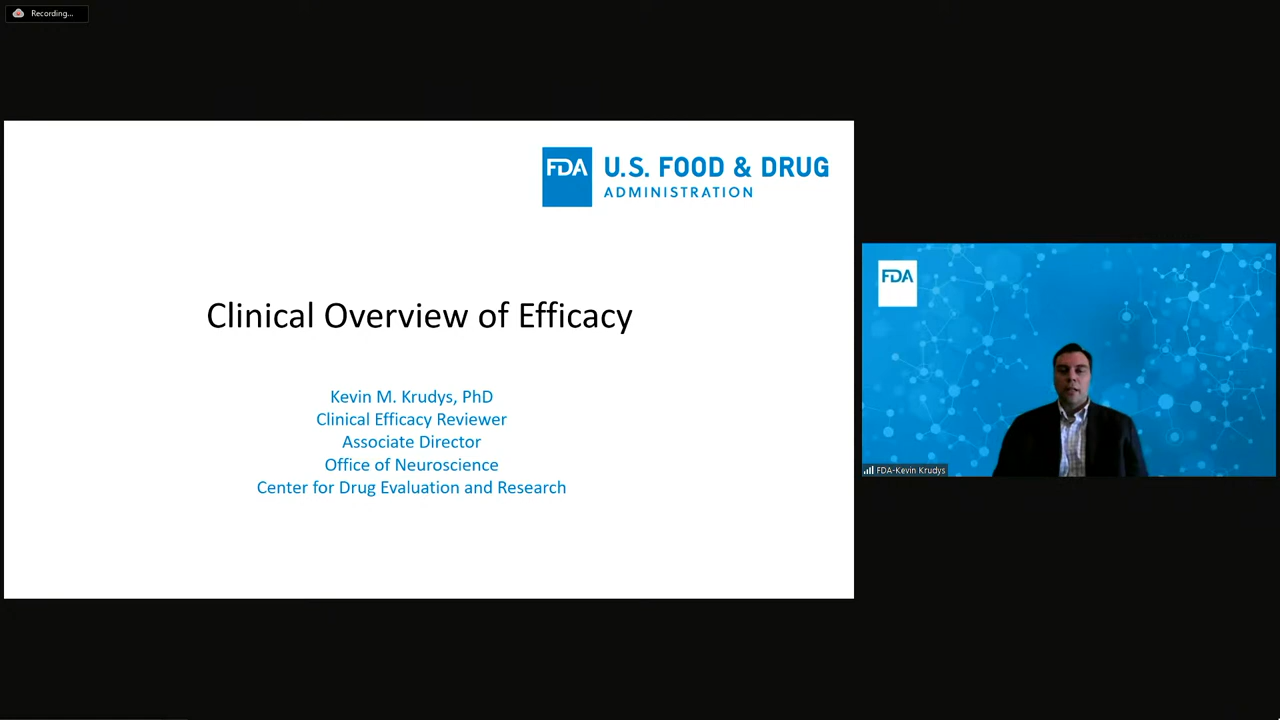 Recording...
FDA U.S. FOOD & DRUG
ADMINISTRATION
Clinical Overview of Efficacy
Kevin M. Krudys, PhD
Clinical Efficacy Reviewer
Associate Director
Office of Neuroscience
Center for Drug Evaluation and Research
FDA
FDA-Kevin Krudys